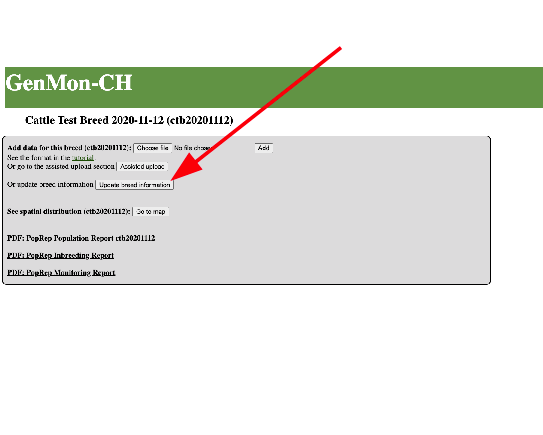 GenMon-CH
Cattle Test Breed 2020-11-12 (ctb20201112)
Add data for this breed (ctb20201112): Choose file No file chose Add
See the format in the tutorial
Or go to the assisted upload section Assisted upload
Or update breed information Update breed information
See spatial distribution (ctb20201112): Go to map
PDF: PopRep Population Report ctb20201112
PDF: PopRep Inbreeding Report
PDF: PopRep Monitoring Report